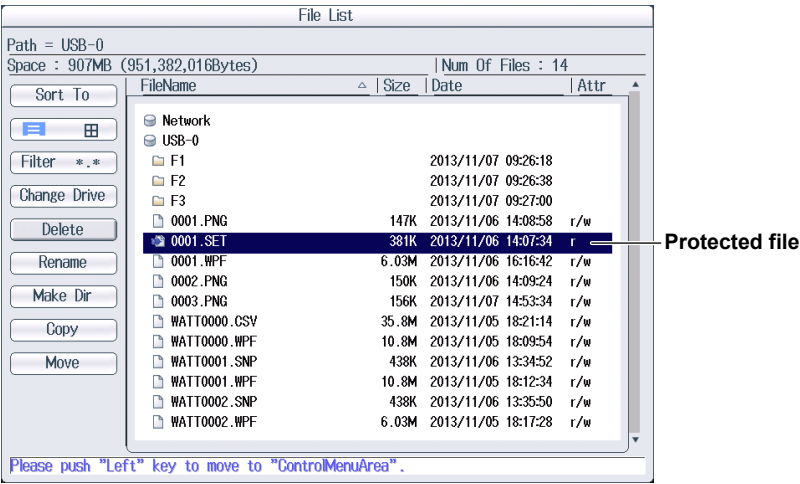 File List
Path = USB-0
Space : 907MB (951,382,016Bytes) Num Of Files : 14
Sort To
Filter *.*
Change Drive
Delete
Rename
Make Dir
Copy
Move
FileName Size Date Attr
Network
USB-0
F1 2013/11/07 09:26:18
F2 2013/11/07 09:26:38
F3 2013/11/07 09:27:00
0001.PNG 147K 2013/11/06 14:08:58 r/w
0001.SET 381K 2013/11/06 14:07:34 r
Protected file
0001.WPF 6.03M 2013/11/06 16:16:42 r/w
0002.PNG 150K 2013/11/06 14:09:24 r/w
0003.PNG 156K 2013/11/07 14:53:34 r/w
WATT0000.CSV 35.8M 2013/11/05 18:21:14 r/w
WATT0000.WPF 10.8M 2013/11/05 18:09:54 r/w
WATT0001.SNP 438K 2013/11/06 13:34:52 r/w
WATT0001.WPF 10.8M 2013/11/05 18:12:34 r/w
WATT0002.SNP 438K 2013/11/06 13:35:50 r/w
WATT0002.WPF 6.03M 2013/11/05 18:17:28 r/w
Please push "Left" key to move to "ControlMenuArea".